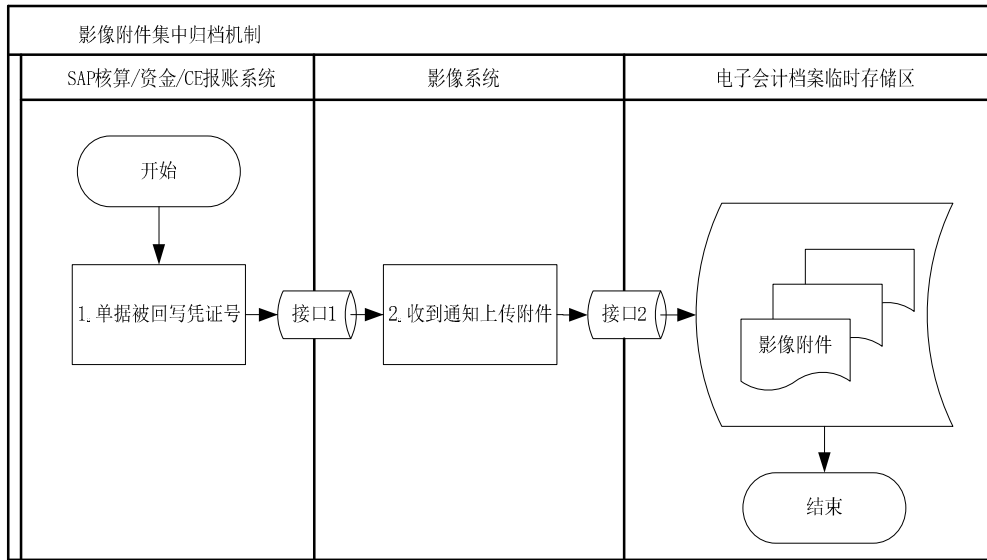 影像附件集中归档机制
SAP核算/资金/CE报账系统
影像系统
电子会计档案临时存储区
开始
1.单据被回写凭证号
接口1
2.收到通知上传附件
接口2
影像附件
结束